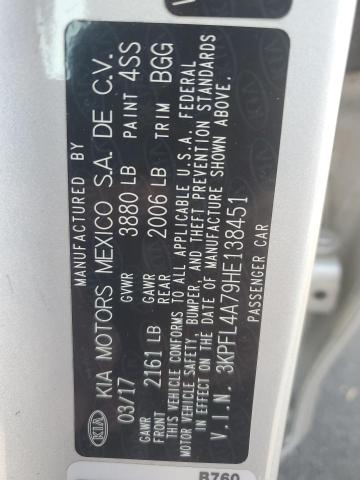 MANUFACTURED BY
KIA KIA MOTORS MEXICO S.A. DE C.V.
03/17 GVWR 3880 LB PAINT 4SS
GAWR FRONT 2161 LB GAWR REAR 2006 LB TRIM BGG
THIS VEHICLE CONFORMS TO ALL APPLICABLE U.S.A. FEDERAL
MOTOR VEHICLE SAFETY, BUMPER, AND THEFT PREVENTION STANDARDS
IN EFFECT ON THE DATE OF MANUFACTURE SHOWN ABOVE.
V.I.N. 3KPFL4A79HE138451
PASSENGER CAR
B760